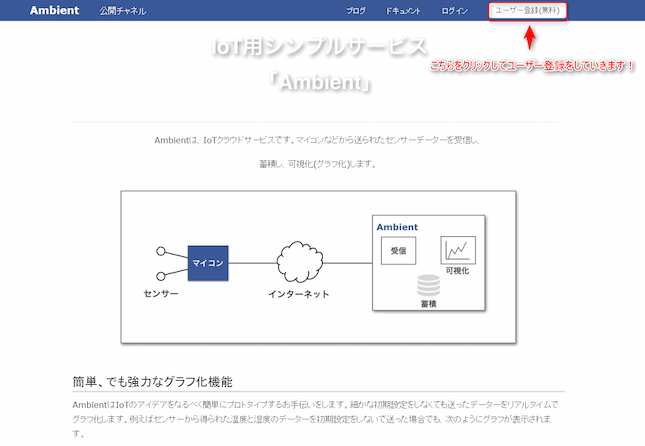 Ambient 公開チャネル ブログ ドキュメント ログイン ユーザー登録(無料)
こちらをクリックしてユーザー登録をしていきます！
IoT用シンプルサービス
「Ambient」
Ambientは、IoTクラウドサービスです。マイコンなどから送られたセンサーデーターを受信し、
蓄積し、可視化(グラフ化)します。
Ambient
受信
可視化
蓄積
マイコン
センサー
インターネット
簡単、でも強力なグラフ化機能
AmbientはIoTのアイデアをなるべく簡単にプロトタイプするお手伝いをします。細かな初期設定をしなくても送ったデーターをリアルタイムで
グラフ化します。例えばセンサーから得られた温度と湿度のデーターを初期設定をしないで送った場合でも、次のようにグラフが表示されま
す。